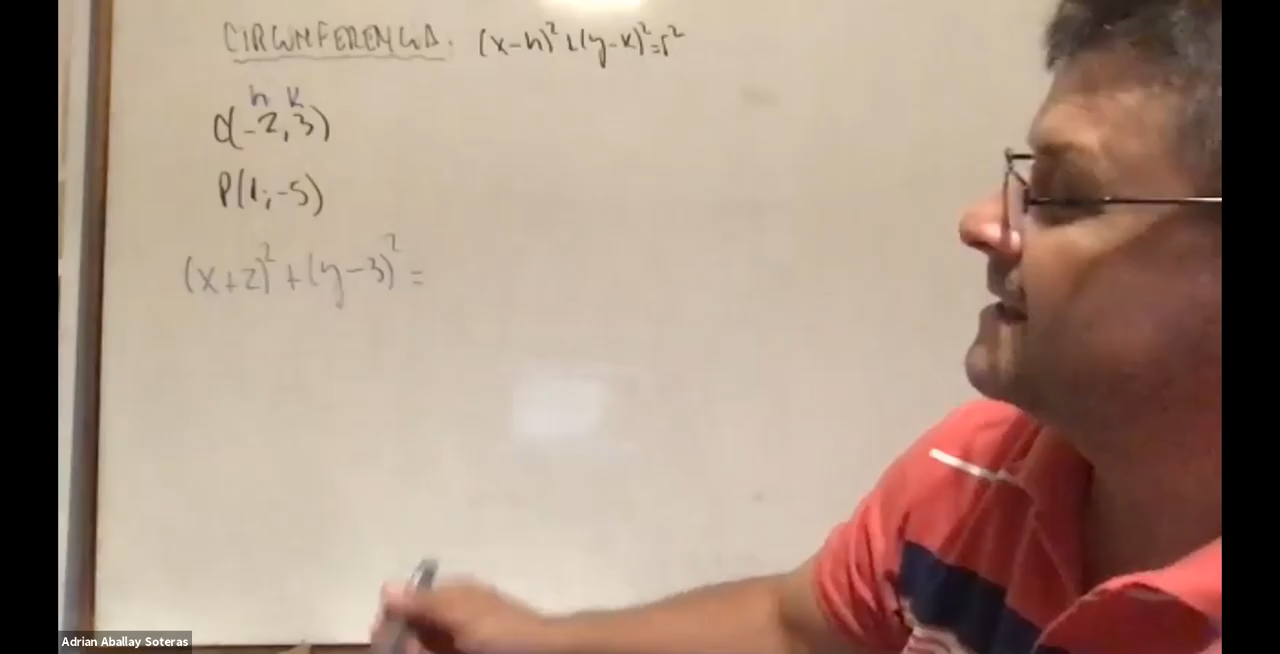 CIRCUNFERENCIA. (x-h)²+(y-k)²=r²
h k
C(-2,3)
P(1;-5)
(x+2)²+(y-3)²=
Adrian Aballay Soteras